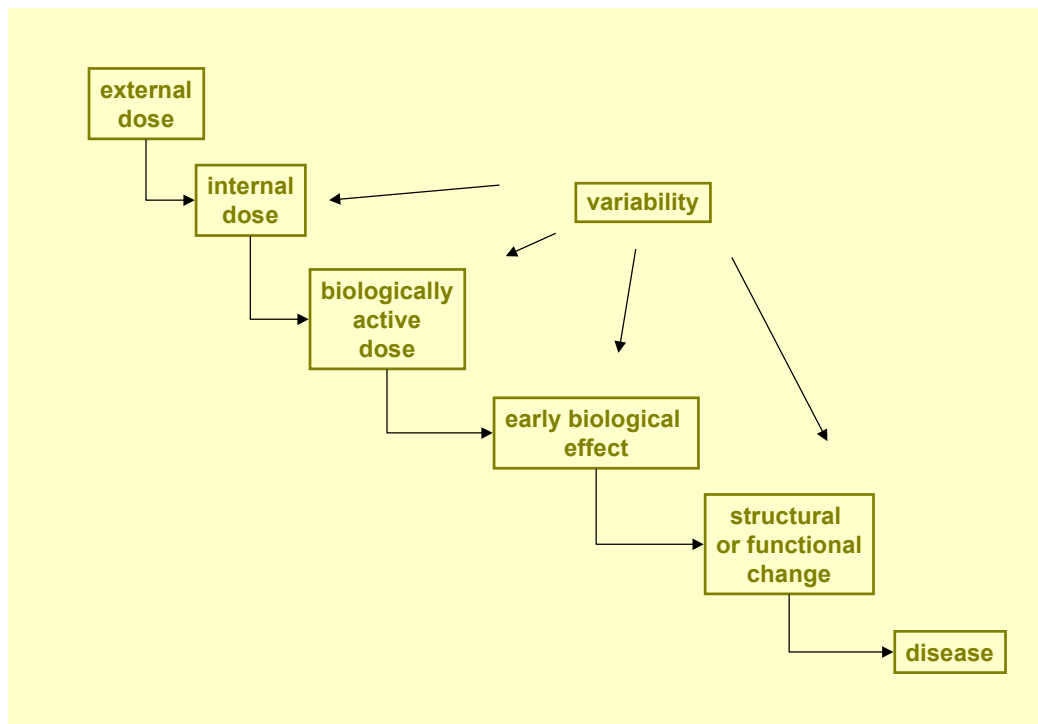 external
dose
internal
dose
variability
biologically
active
dose
early biological
effect
structural
or functional
change
disease